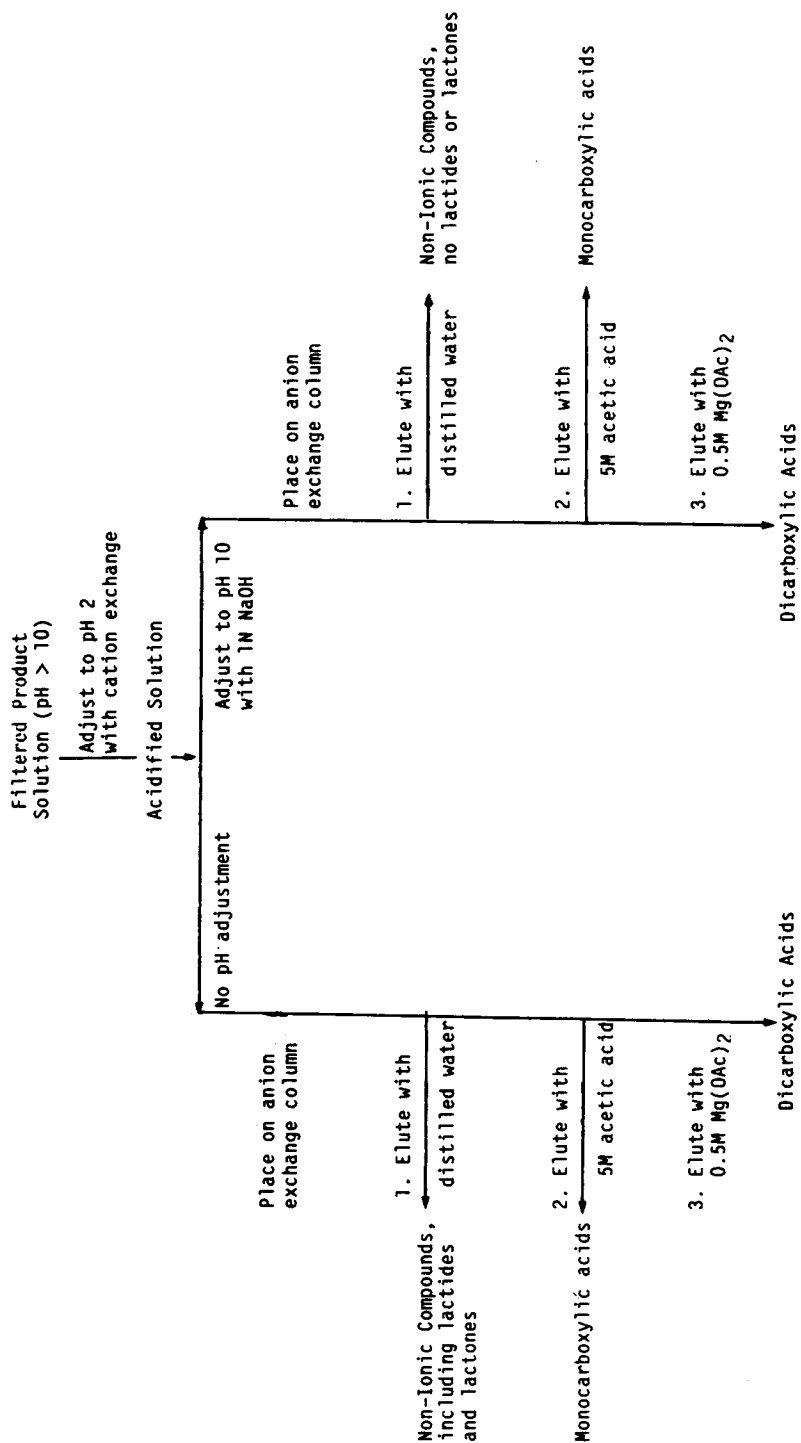 Filtered Product
Solution (pH > 10)
Adjust to pH 2
with cation exchange
Acidified Solution
No pH adjustment
Adjust to pH 10
with 1N NaOH
Place on anion
exchange column
1. Elute with
distilled water
Non-Ionic Compounds,
including lactides
and lactones
2. Elute with
5M acetic acid
Monocarboxylic acids
3. Elute with
0.5M Mg(OAc)2
Dicarboxylic Acids
Place on anion
exchange column
1. Elute with
distilled water
Non-Ionic Compounds,
no lactides or lactones
2. Elute with
5M acetic acid
Monocarboxylic acids
3. Elute with
0.5M Mg(OAc)2
Dicarboxylic Acids